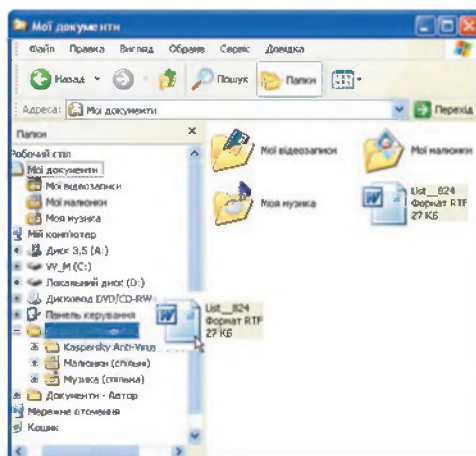 Мої документи
Файл Правка Вигляд Обране Сервіс Довідка
Назад Пошук Папки
Адреса: Мої документи Перехід
Папки
Робочий стіл
Мої документи
Мої відеозаписи
Мої малюнки
Моя музика
Мій комп'ютер
Диск 3,5 (A:)
W_M (C:)
Локальний диск (D:)
Дисковод DVD/CD-RW
Панель керування
Kaspersky Anti-Virus
Малюнки (спільні)
Музика (спільна)
Документи - Автор
Мережне оточення
Кошик
Мої відеозаписи
Мої малюнки
Моя музика
List__824
Формат RTF
27 КБ
List__824
Формат RTF
27 КБ